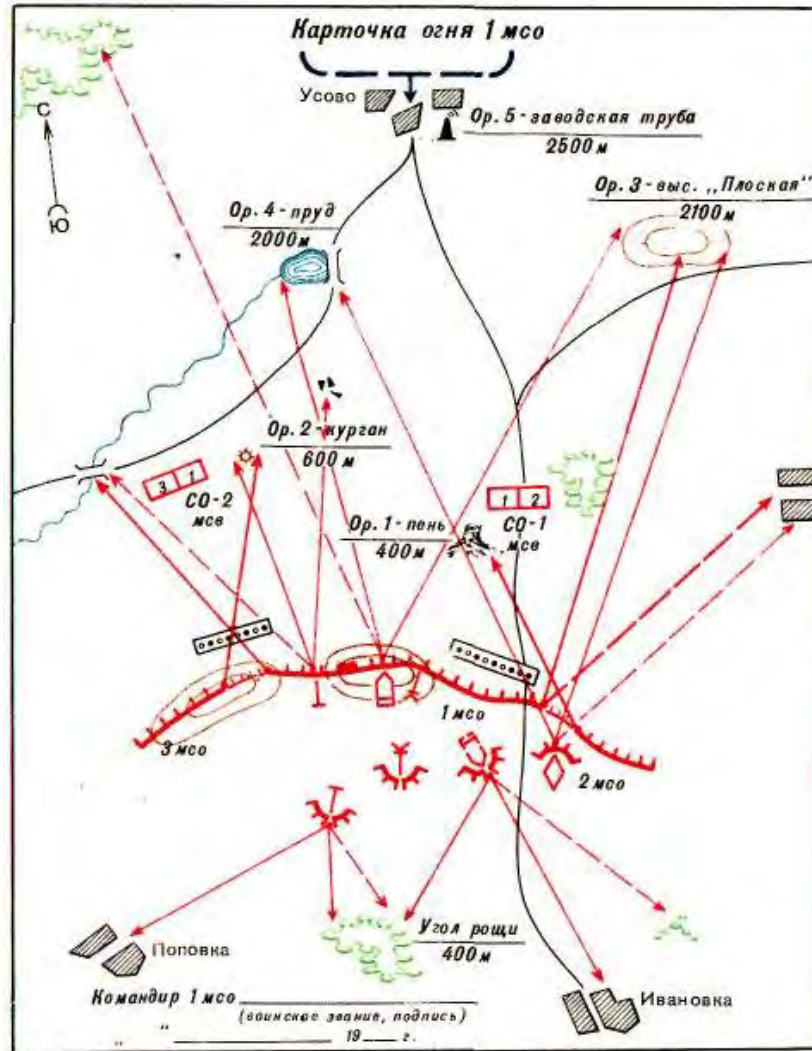 Карточка огня 1 мсо
Усово
Ор. 5 - заводская труба
2500 м
С
Ю
Ор. 3 - выс. „Плоская"
2100 м
Ор. 4 - пруд
2000 м
Ор. 2 - курган
600 м
3 1
СО-2
мсв
1 2
СО-1
мсв
Ор. 1 - пень
400 м
1 мсо
3 мсо
2 мсо
Поповка
Угол рощи
400 м
Ивановка
Командир 1 мсо
(воинское звание, подпись)
„ “ 19 г.